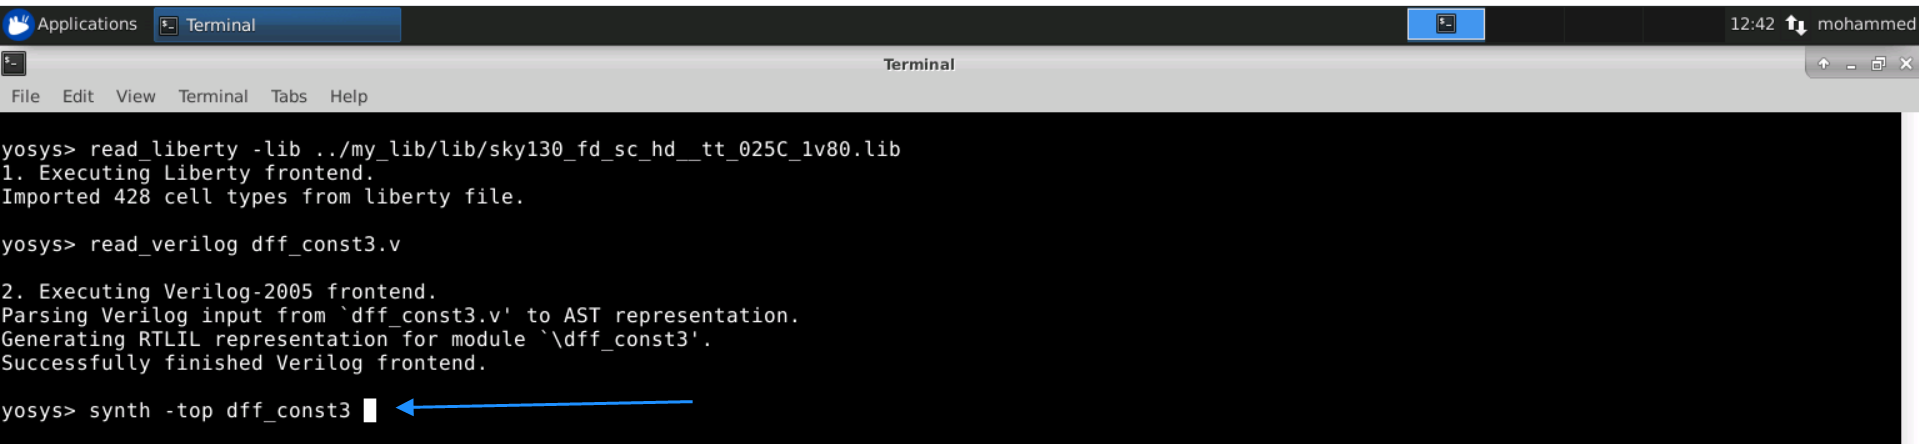 Applications Terminal 12:42 mohammed
Terminal
File Edit View Terminal Tabs Help
yosys> read_liberty -lib ../my_lib/lib/sky130_fd_sc_hd__tt_025C_1v80.lib
1. Executing Liberty frontend.
Imported 428 cell types from liberty file.
yosys> read_verilog dff_const3.v
2. Executing Verilog-2005 frontend.
Parsing Verilog input from `dff_const3.v' to AST representation.
Generating RTLIL representation for module `\dff_const3'.
Successfully finished Verilog frontend.
yosys> synth -top dff_const3